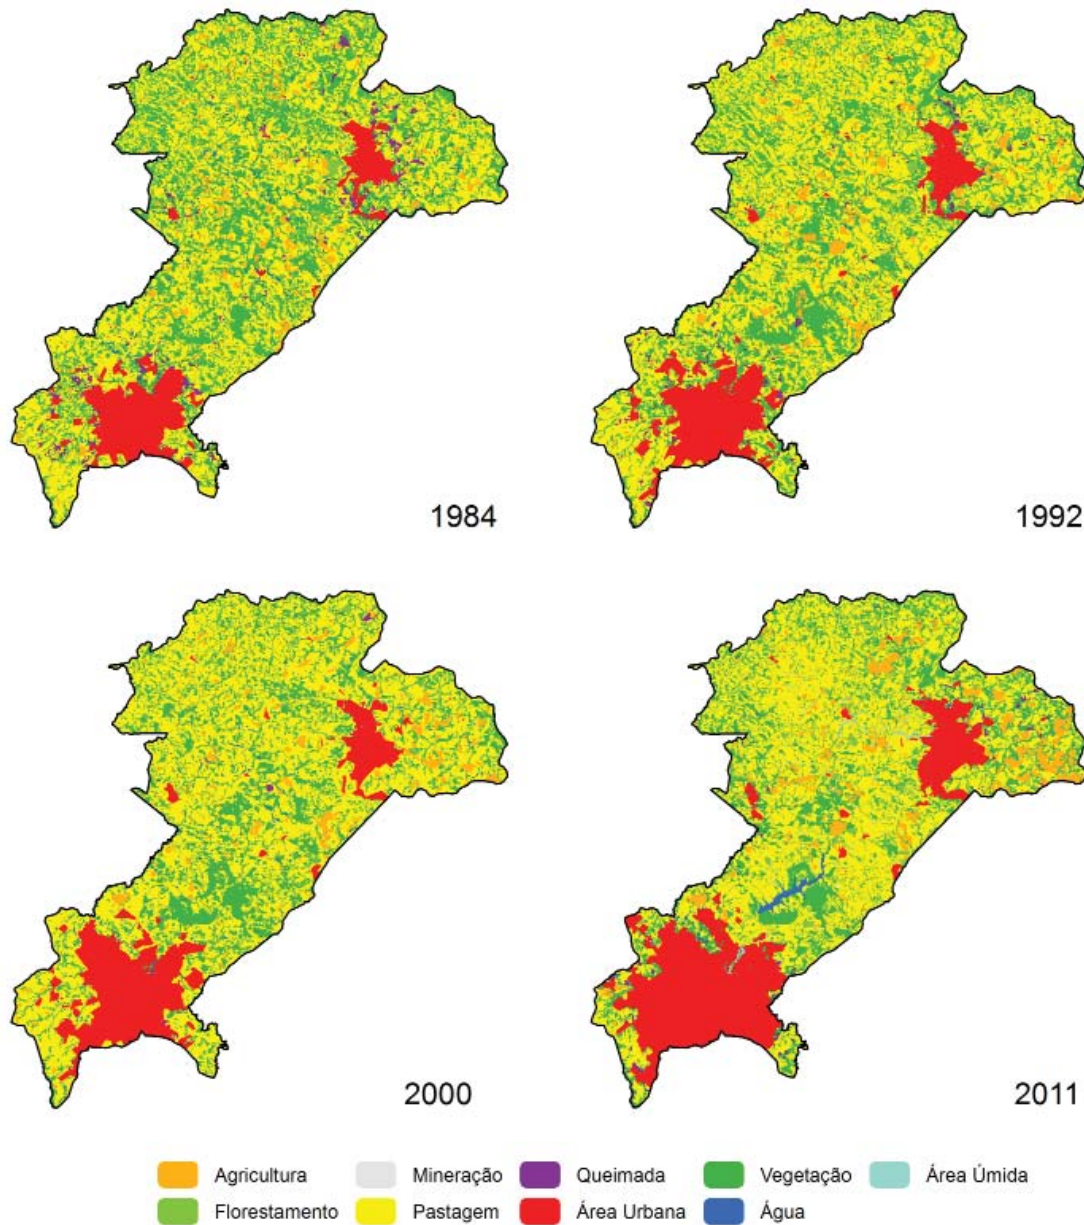 1984
1992
2000
2011
Agricultura
Mineração
Queimada
Vegetação
Área Úmida
Florestamento
Pastagem
Área Urbana
Água